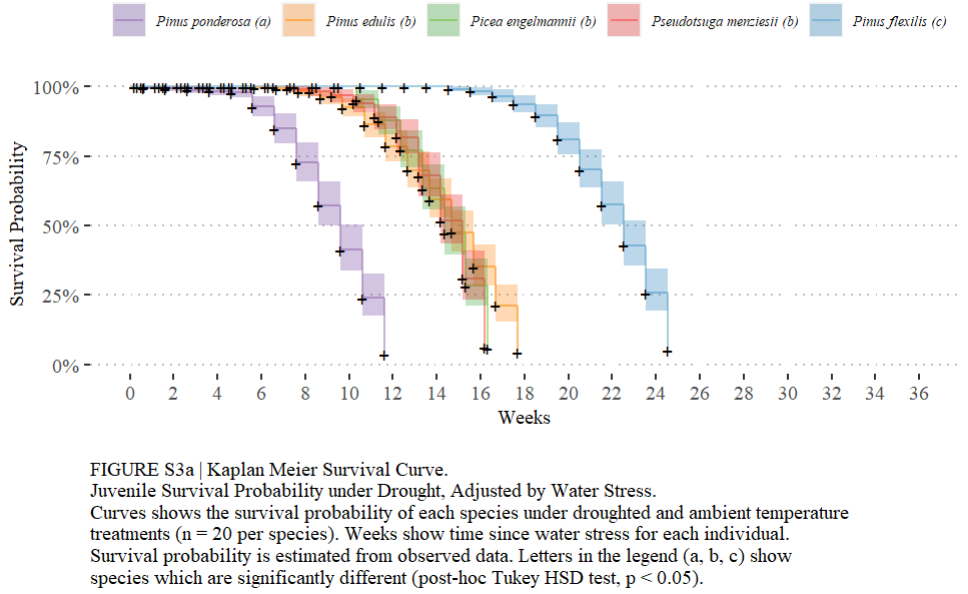 Pinus ponderosa (a) Pinus edulis (b) Picea engelmannii (b) Pseudotsuga menziesii (b) Pinus flexilis (c)
100%
75%
50%
25%
0%
Survival Probability
0 2 4 6 8 10 12 14 16 18 20 22 24 26 28 30 32 34 36
Weeks
FIGURE S3a | Kaplan Meier Survival Curve.
Juvenile Survival Probability under Drought, Adjusted by Water Stress.
Curves shows the survival probability of each species under droughted and ambient temperature
treatments (n = 20 per species). Weeks show time since water stress for each individual.
Survival probability is estimated from observed data. Letters in the legend (a, b, c) show
species which are significantly different (post-hoc Tukey HSD test, p < 0.05).